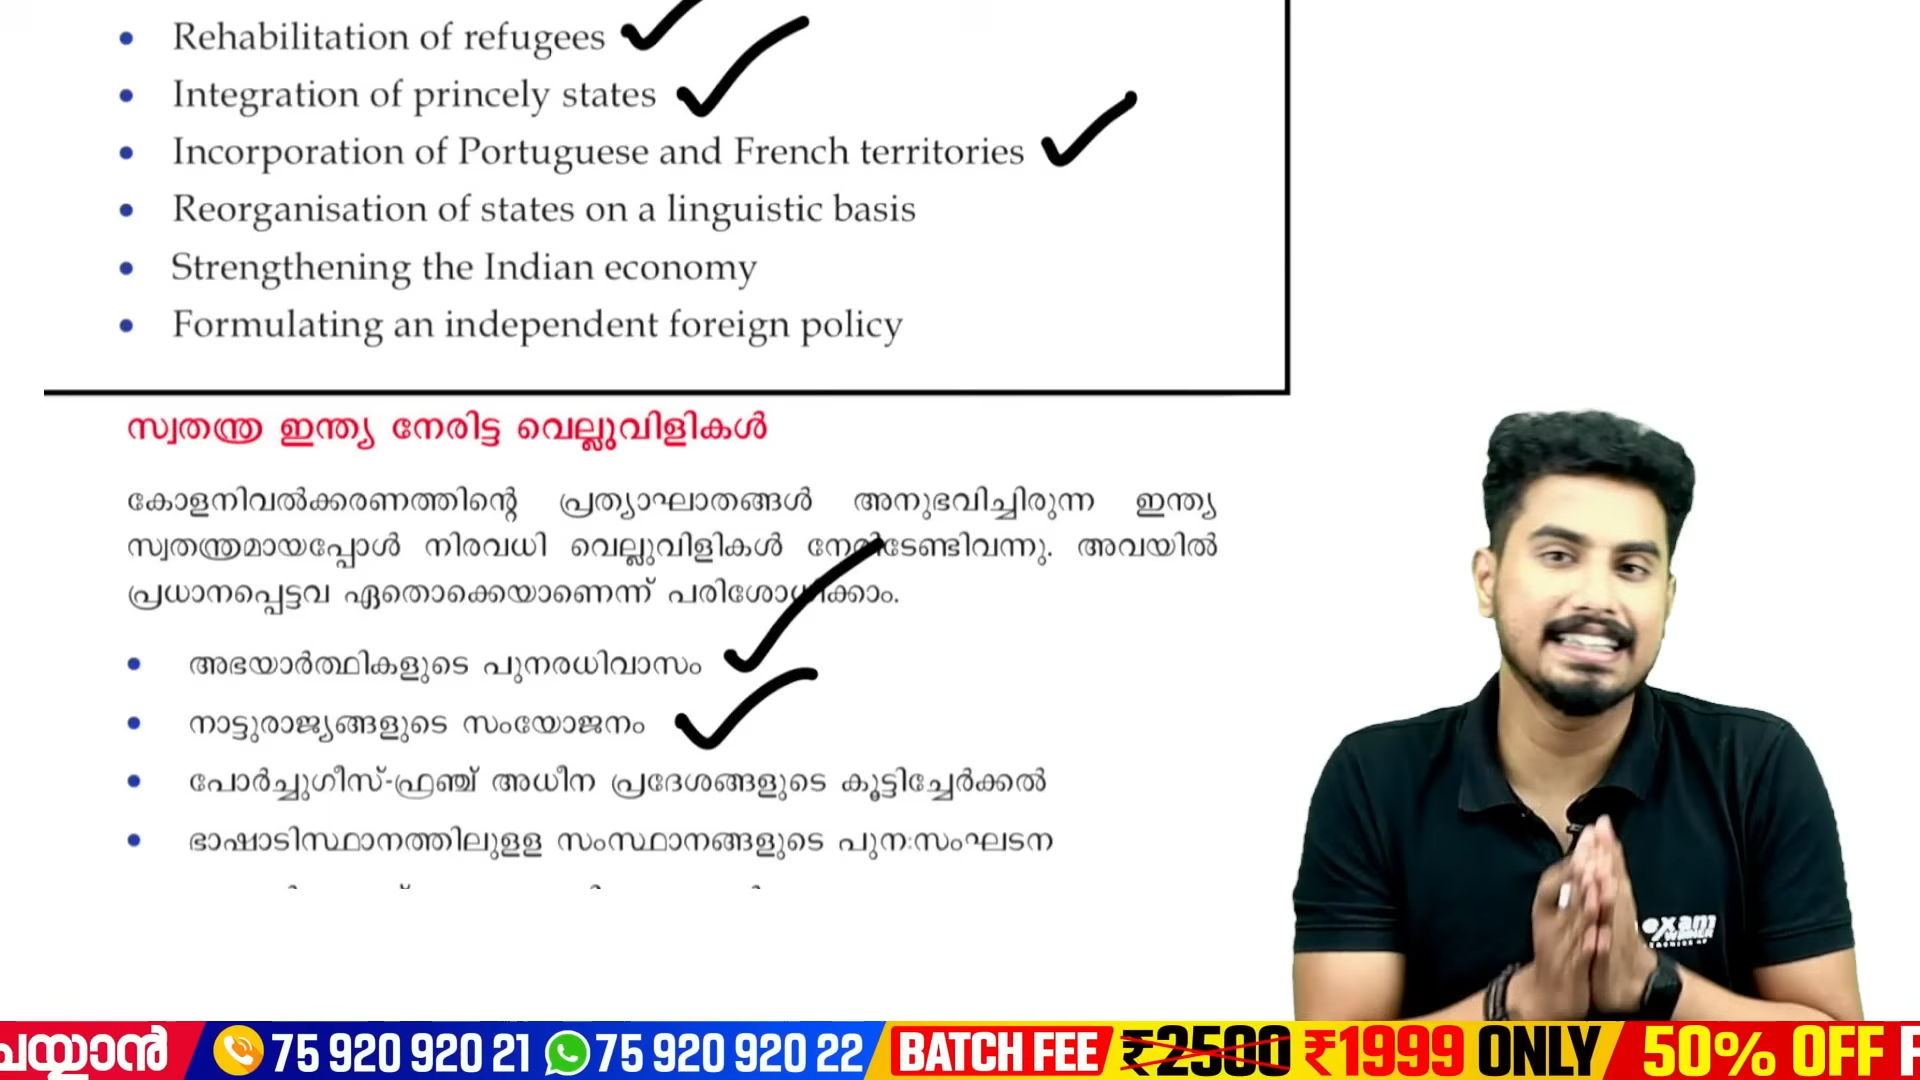 • Rehabilitation of refugees
• Integration of princely states
• Incorporation of Portuguese and French territories
• Reorganisation of states on a linguistic basis
• Strengthening the Indian economy
• Formulating an independent foreign policy
സ്വതന്ത്ര ഇന്ത്യ നേരിട്ട വെല്ലുവിളികൾ
കോളനിവൽക്കരണത്തിന്റെ പ്രത്യാഘാതങ്ങൾ അനുഭവിച്ചിരുന്ന ഇന്ത്യ
സ്വതന്ത്രമായപ്പോൾ നിരവധി വെല്ലുവിളികൾ നേരിടേണ്ടിവന്നു. അവയിൽ
പ്രധാനപ്പെട്ടവ ഏതൊക്കെയാണെന്ന് പരിശോധിക്കാം.
• അഭയാർത്ഥികളുടെ പുനരധിവാസം
• നാട്ടുരാജ്യങ്ങളുടെ സംയോജനം
• പോർച്ചുഗീസ്-ഫ്രഞ്ച് അധീന പ്രദേശങ്ങളുടെ കൂട്ടിച്ചേർക്കൽ
• ഭാഷാടിസ്ഥാനത്തിലുളള സംസ്ഥാനങ്ങളുടെ പുന:സംഘടന
exam
WINNER
75 920 920 21 75 920 920 22 BATCH FEE ₹2500 ₹1999 ONLY 50% OFF